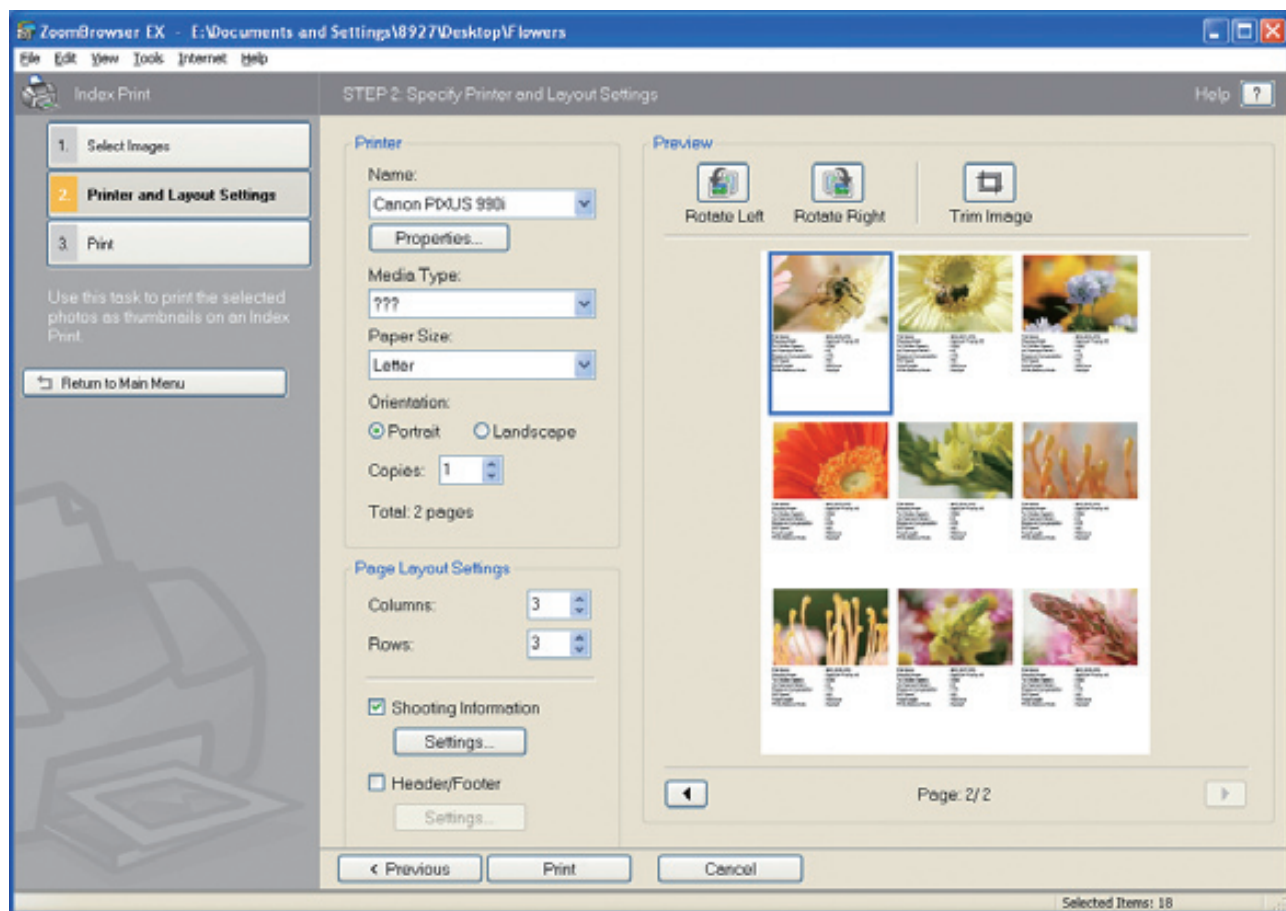 ZoomBrowser EX - E:\Documents and Settings\8927\Desktop\Flowers
File Edit View Tools Internet Help
Index Print
STEP 2: Specify Printer and Layout Settings
Help ?
1. Select Images
2. Printer and Layout Settings
3. Print
Use this task to print the selected
photos as thumbnails on an Index
Print.
Return to Main Menu
Printer
Name:
Canon PIXUS 990i
Properties...
Media Type:
???
Paper Size:
Letter
Orientation:
Portrait Landscape
Copies: 1
Total: 2 pages
Page Layout Settings
Columns: 3
Rows: 3
Shooting Information
Settings...
Header/Footer
Settings...
Preview
Rotate Left Rotate Right Trim Image
Page: 2/2
< Previous Print Cancel
Selected Items: 18